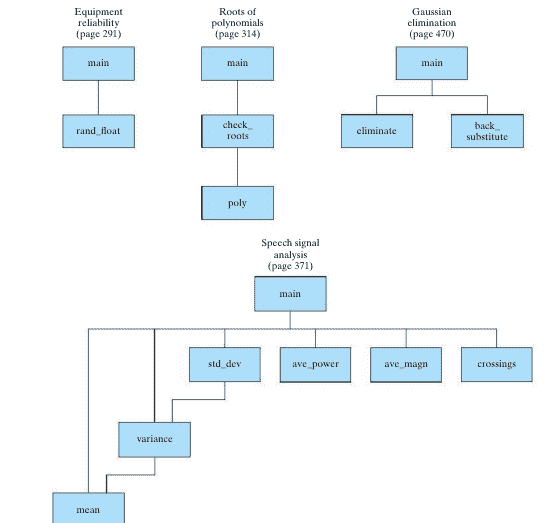 Equipment
reliability
(page 291)
main
rand_float
Roots of
polynomials
(page 314)
main
check_
roots
poly
Gaussian
elimination
(page 470)
main
eliminate
back_
substitute
Speech signal
analysis
(page 371)
main
std_dev
ave_power
ave_magn
crossings
variance
mean